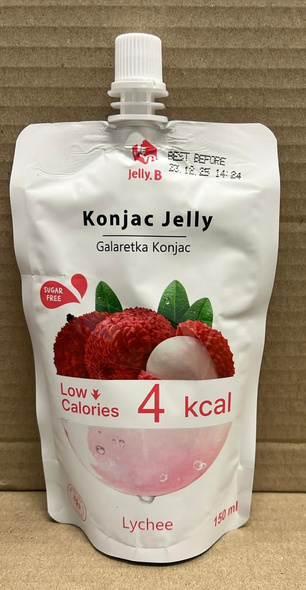 BEST BEFORE
23.12.25 14:24
Jelly.B
Konjac Jelly
Galaretka Konjac
SUGAR
FREE
Low
Calories
4 kcal
Lychee
150 ml